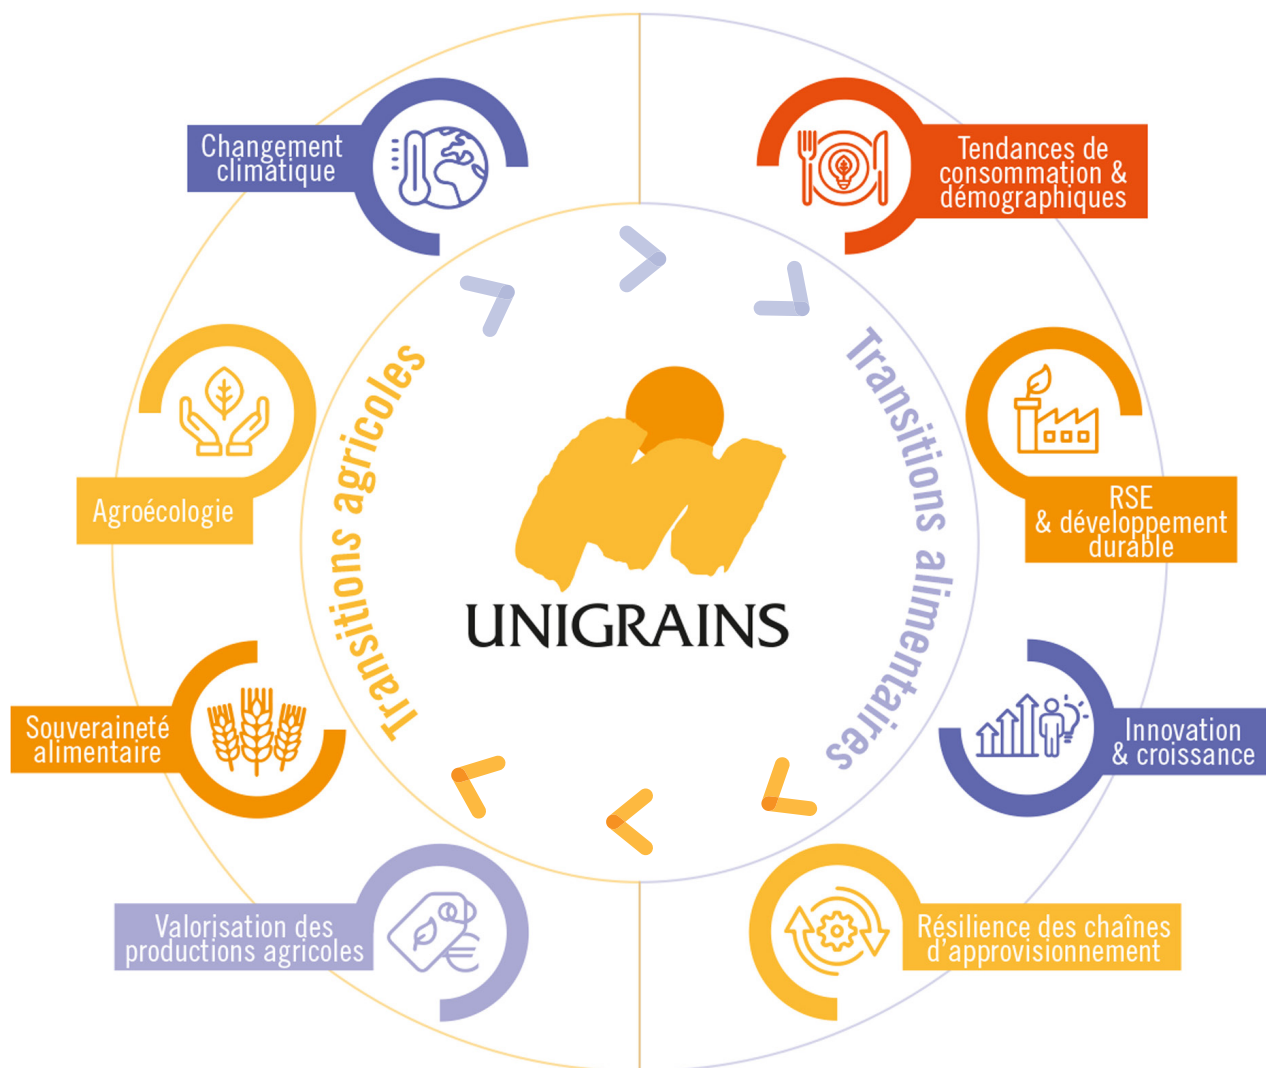 Changement
climatique
Tendances de
consommation &
démographiques
Agroécologie
RSE
& développement
durable
Transitions agricoles
Transitions alimentaires
UNIGRAINS
Souveraineté
alimentaire
Innovation
& croissance
Valorisation des
productions agricoles
Résilience des chaînes
d'approvisionnement